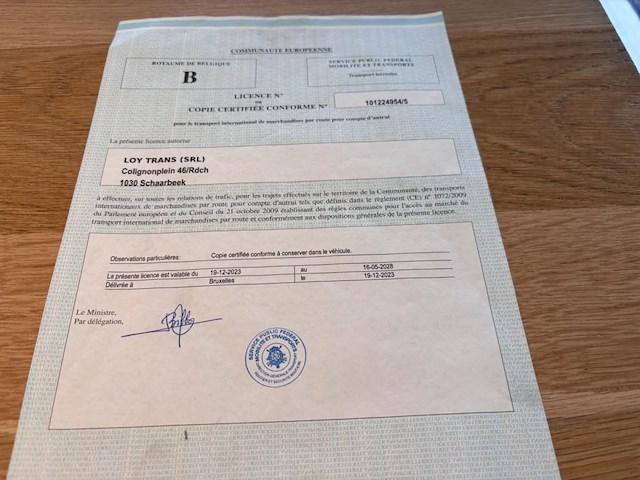 COMMUNAUTE EUROPEENNE
ROYAUME DE BELGIQUE
B
SERVICE PUBLIC FEDERAL
MOBILITE ET TRANSPORTS
Transport terrestre
LICENCE N°
ou
COPIE CERTIFIÉE CONFORME N°
101224954/5
pour le transport international de marchandises par route pour compte d'autrui
La présente licence autorise
LOY TRANS (SRL)
Colignonplein 46/Rdch
1030 Schaarbeek
à effectuer, sur toutes les relations de trafic, pour les trajets effectués sur le territoire de la Communauté, des transports
internationaux de marchandises par route pour compte d'autrui tels que définis dans le règlement (CE) n° 1072/2009
du Parlement européen et du Conseil du 21 octobre 2009 établissant des règles communes pour l'accès au marché du
transport international de marchandises par route et conformément aux dispositions générales de la présente licence.
Observations particulières: Copie certifiée conforme à conserver dans le véhicule.
La présente licence est valable du 19-12-2023 au 16-05-2028
Délivrée à Bruxelles le 19-12-2023
Le Ministre,
Par délégation,
SERVICE PUBLIC FEDERAL
MOBILITE ET TRANSPORTS